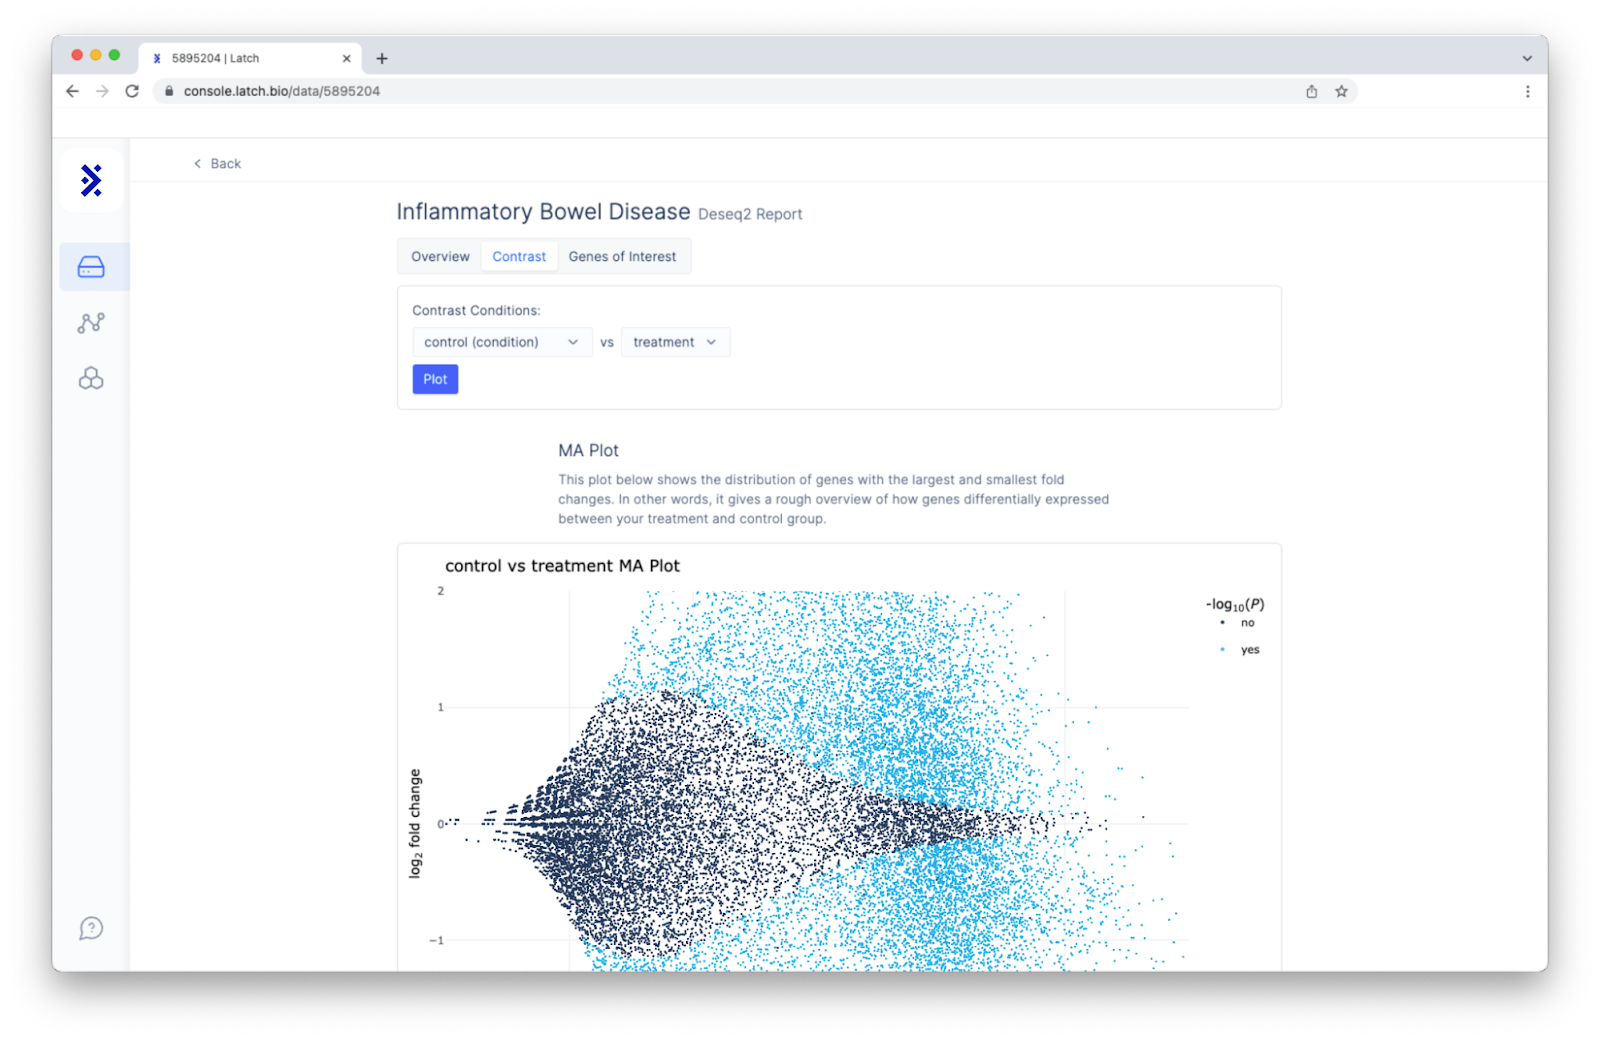 5895204 | Latch
console.latch.bio/data/5895204
Back
Inflammatory Bowel Disease Deseq2 Report
Overview Contrast Genes of Interest
Contrast Conditions:
control (condition) vs treatment
Plot
MA Plot
This plot below shows the distribution of genes with the largest and smallest fold
changes. In other words, it gives a rough overview of how genes differentially expressed
between your treatment and control group.
control vs treatment MA Plot
2
1
0
−1
log₂ fold change
-log₁₀(P)
no
yes